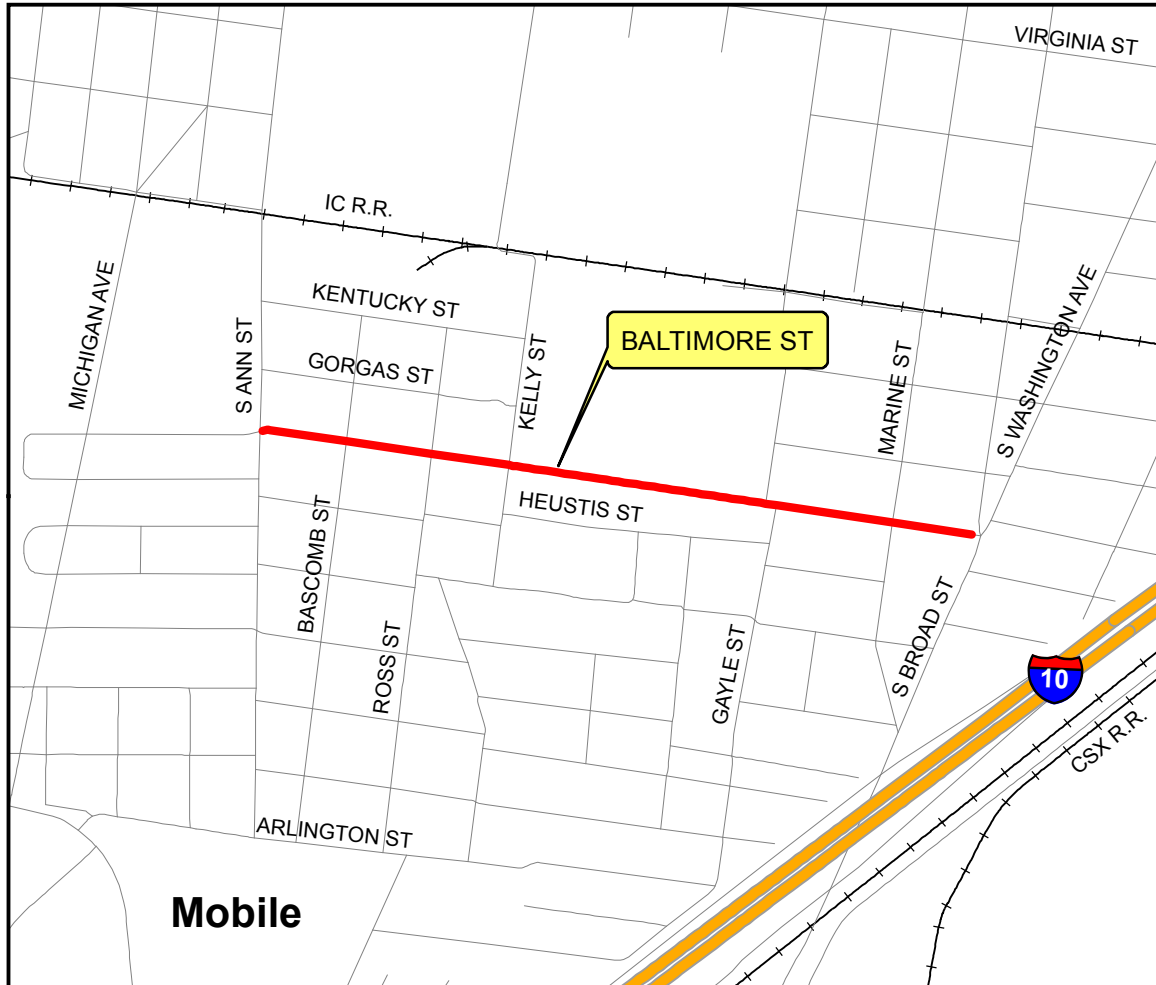 VIRGINIA ST
IC R.R.
KENTUCKY ST
MICHIGAN AVE
S ANN ST
GORGAS ST
KELLY ST
BALTIMORE ST
MARINE ST
S WASHINGTON AVE
HEUSTIS ST
BASCOMB ST
ROSS ST
GAYLE ST
S BROAD ST
10
CSX R.R.
ARLINGTON ST
Mobile